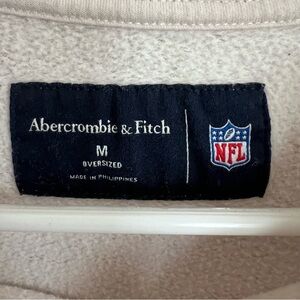 Abercrombie & Fitch
M
OVERSIZED
MADE IN PHILIPPINES
NFL